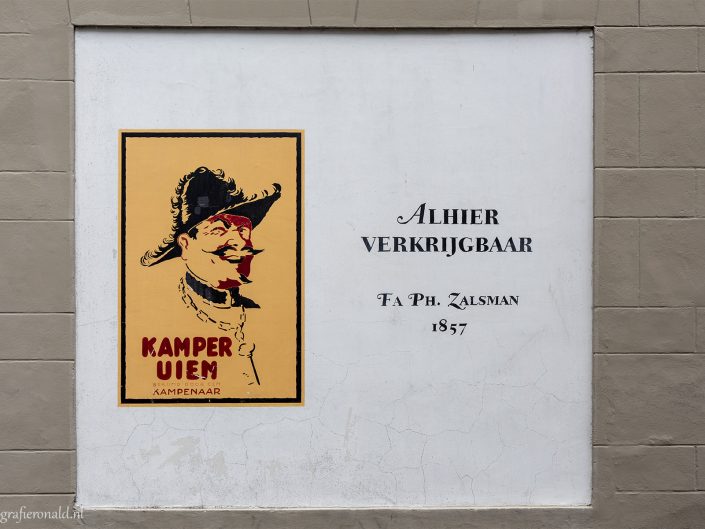 KAMPER
UIEN
KAMPENAAR
ALHIER
VERKRIJGBAAR
FA PH. ZALSMAN
1857
grafieronald.nl